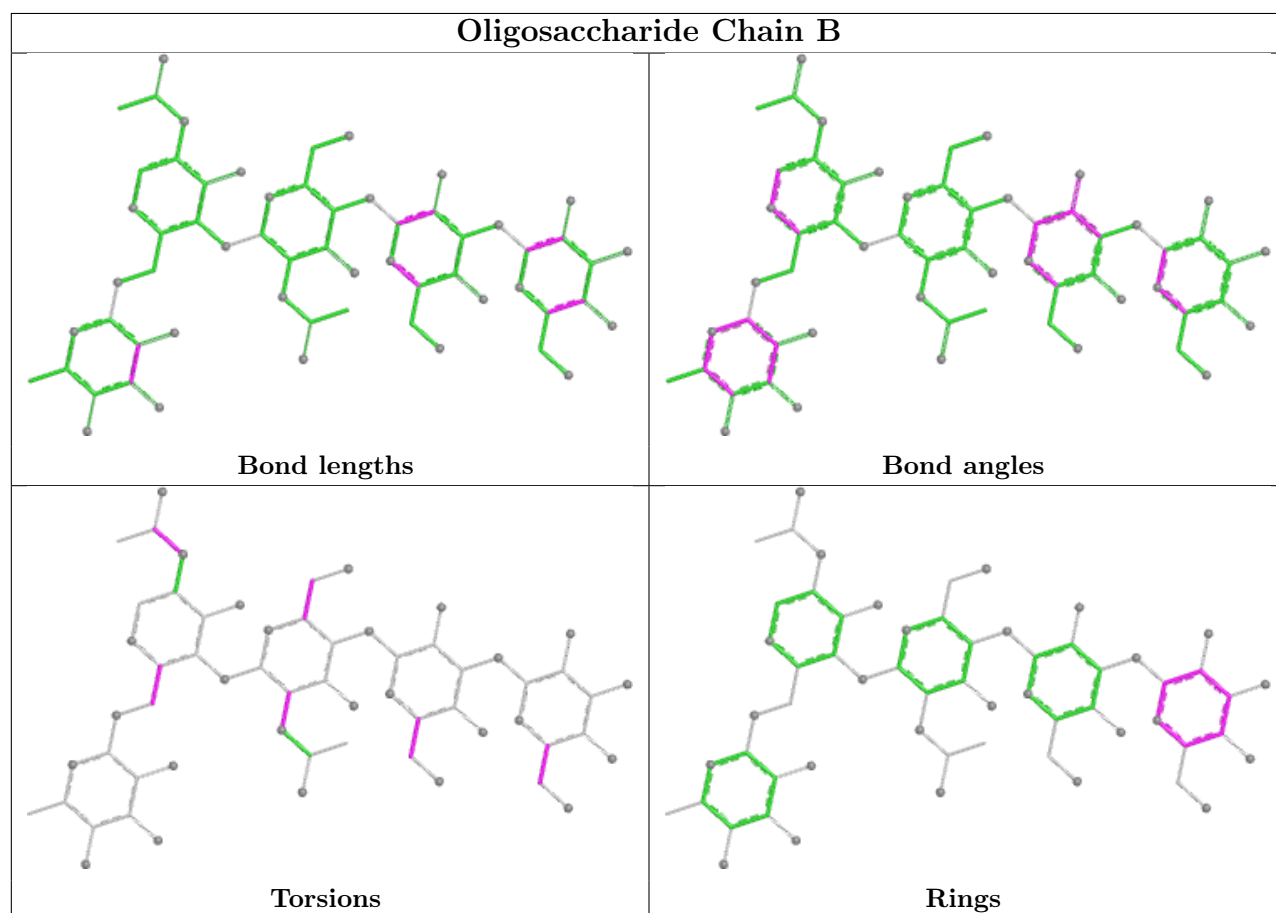 Oligosaccharide Chain B
Bond lengths
Bond angles
Torsions
Rings